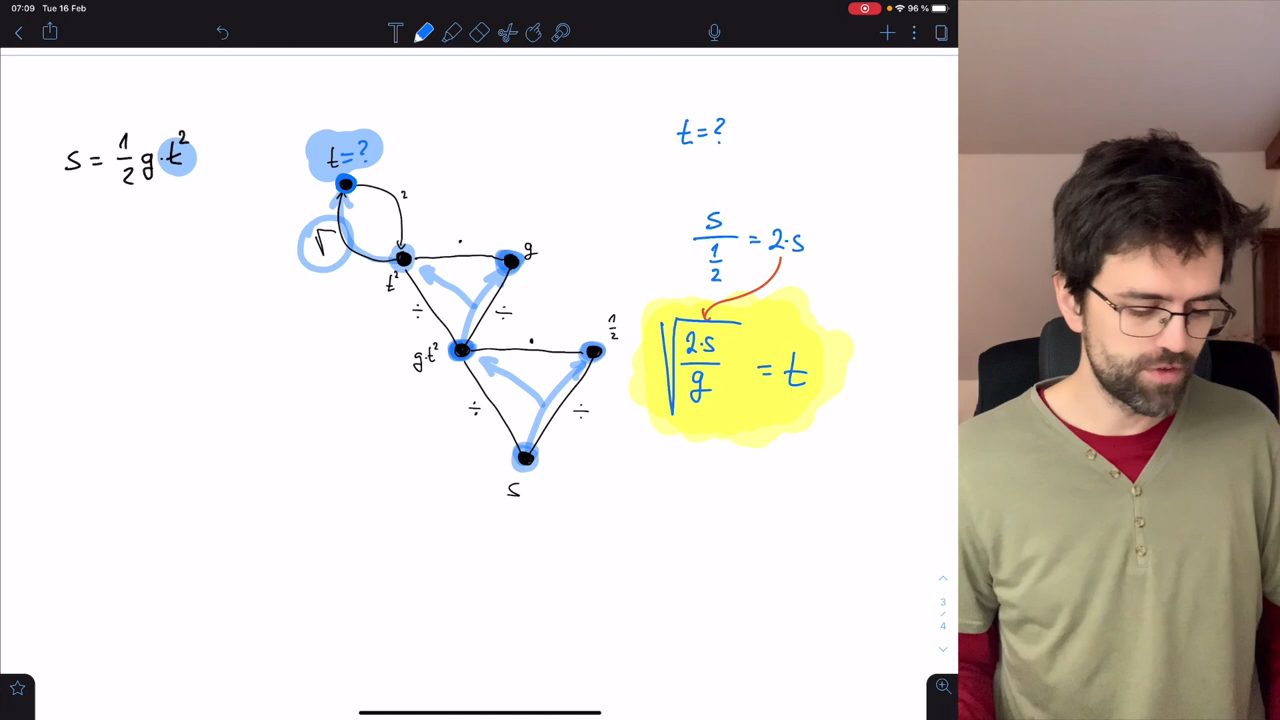 07:09 Tue 16 Feb
96 %
T
s = 1/2 g·t²
t=?
2
√
t²
·
g
÷
÷
g·t²
·
1/2
÷
÷
s
t=?
s / 1/2 = 2·s
√(2·s / g) = t
3
/
4